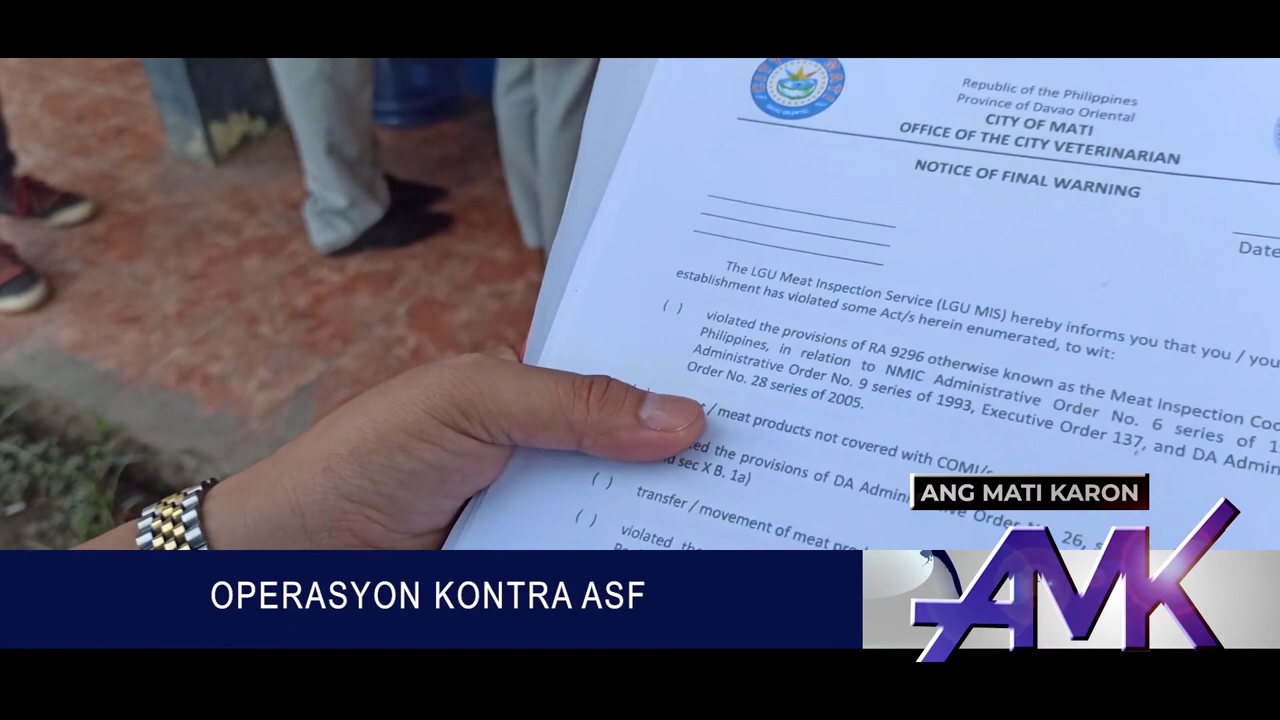 Republic of the Philippines
Province of Davao Oriental
CITY OF MATI
OFFICE OF THE CITY VETERINARIAN
NOTICE OF FINAL WARNING
Date
The LGU Meat Inspection Service (LGU MIS) hereby informs you that you / you
establishment has violated some Act/s herein enumerated, to wit:
( ) violated the provisions of RA 9296 otherwise known as the Meat Inspection Cod
Philippines, in relation to NMIC Administrative Order No. 6 series of 1
Administrative Order No. 9 series of 1993, Executive Order 137, and DA Admin
Order No. 28 series of 2005.
/ meat products not covered with COMI/s
the provisions of DA Admini
Order 26, s
sec X B. 1a)
( ) transfer / movement of meat
( ) violated the
ANG MATI KARON
AMK
OPERASYON KONTRA ASF